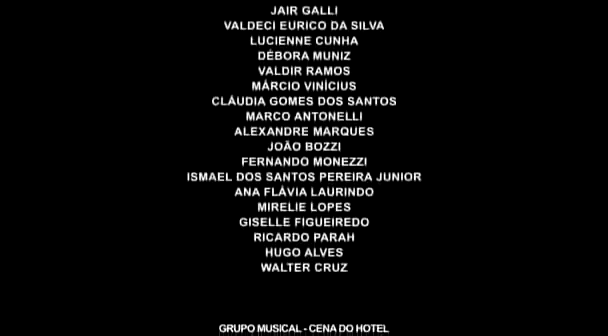 JAIR GALLI
VALDECI EURICO DA SILVA
LUCIENNE CUNHA
DÉBORA MUNIZ
VALDIR RAMOS
MÁRCIO VINÍCIUS
CLÁUDIA GOMES DOS SANTOS
MARCO ANTONELLI
ALEXANDRE MARQUES
JOÃO BOZZI
FERNANDO MONEZZI
ISMAEL DOS SANTOS PEREIRA JUNIOR
ANA FLÁVIA LAURINDO
MIRELIE LOPES
GISELLE FIGUEIREDO
RICARDO PARAH
HUGO ALVES
WALTER CRUZ
GRUPO MUSICAL - CENA DO HOTEL